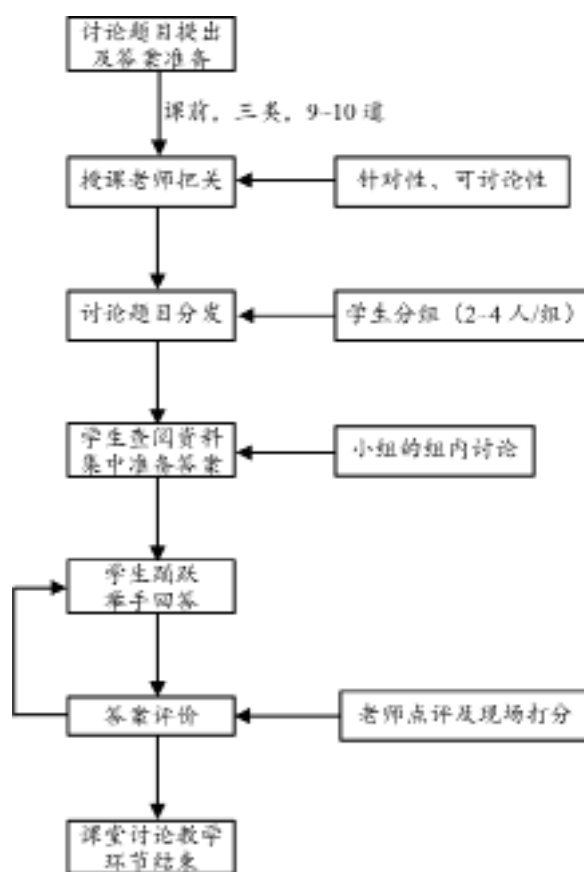 讨论题目提出
及答案准备
课前，三类，9-10 道
授课老师把关
针对性、可讨论性
讨论题目分发
学生分组（2-4 人/组）
学生查阅资料
集中准备答案
小组的组内讨论
学生踊跃
举手回答
答案评价
老师点评及现场打分
课堂讨论教学
环节结束